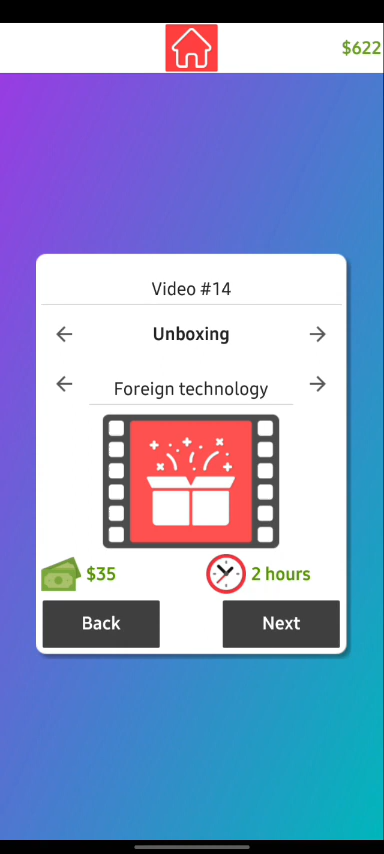 $622
Video #14
Unboxing
Foreign technology
$35
2 hours
Back
Next